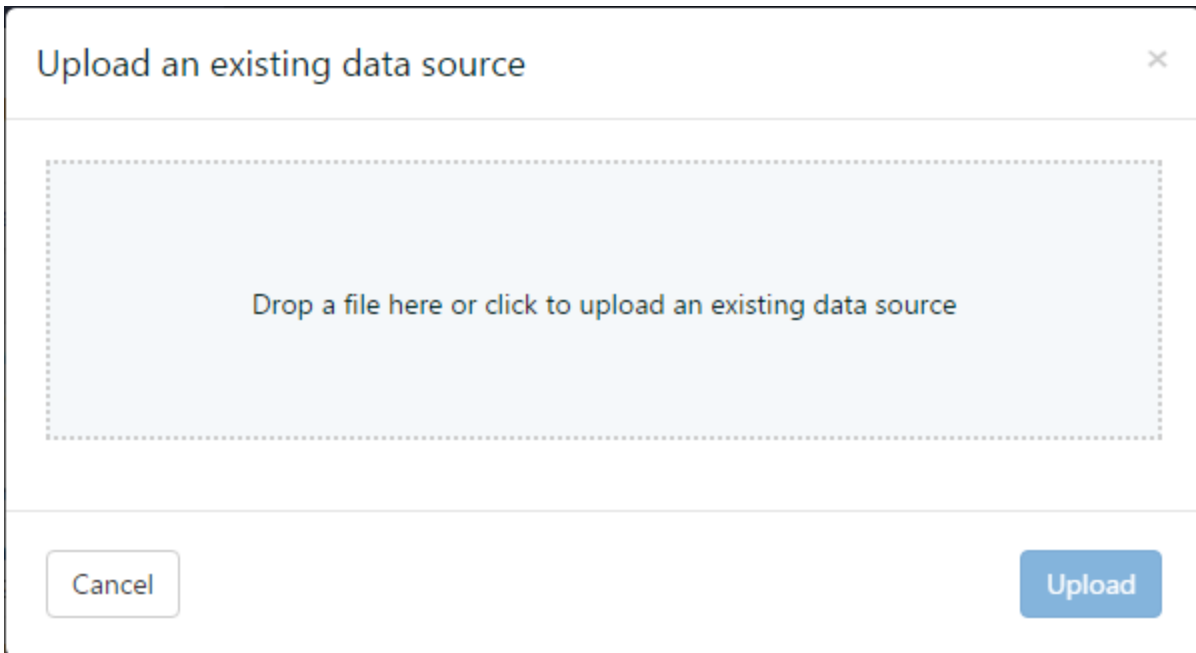 Upload an existing data source
×
Drop a file here or click to upload an existing data source
Cancel
Upload